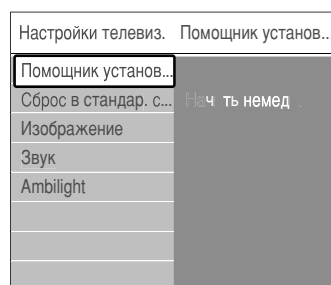 Настройки телевиз. Помощник установ...
Помощник установ...
Сброс в стандар. с...
Изображение
Звук
Ambilight